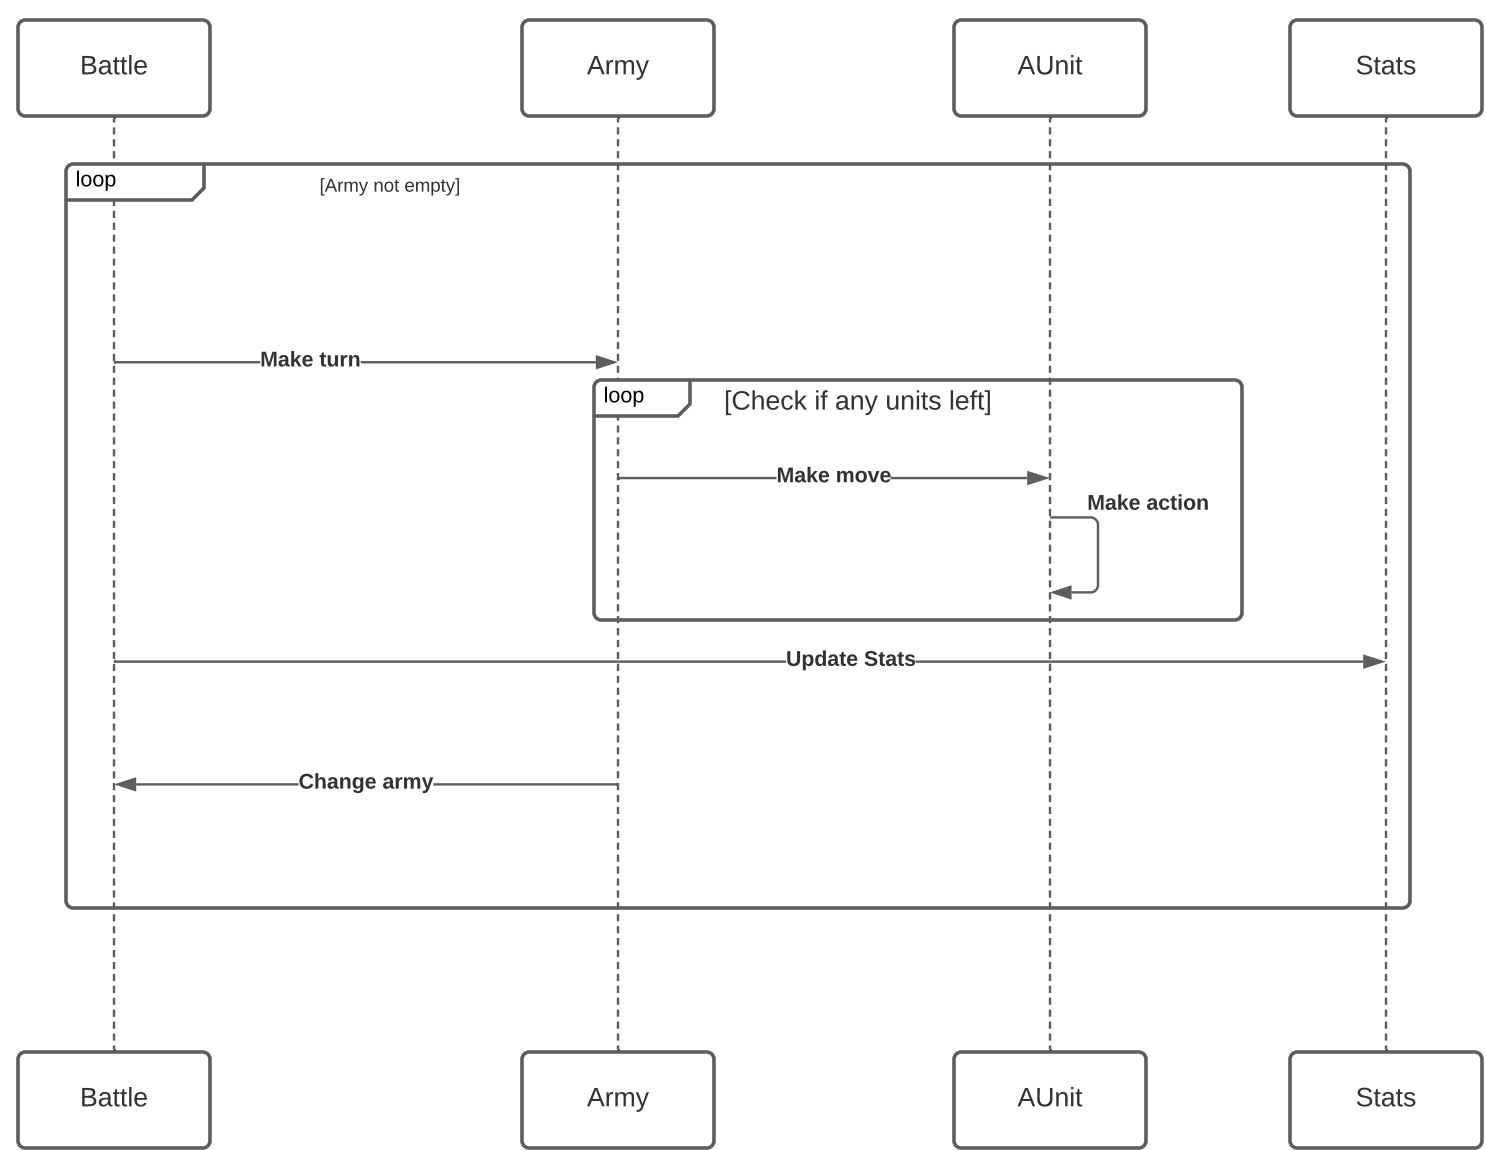 Battle
Army
AUnit
Stats
loop
[Army not empty]
Make turn
loop
[Check if any units left]
Make move
Make action
Update Stats
Change army
Battle
Army
AUnit
Stats